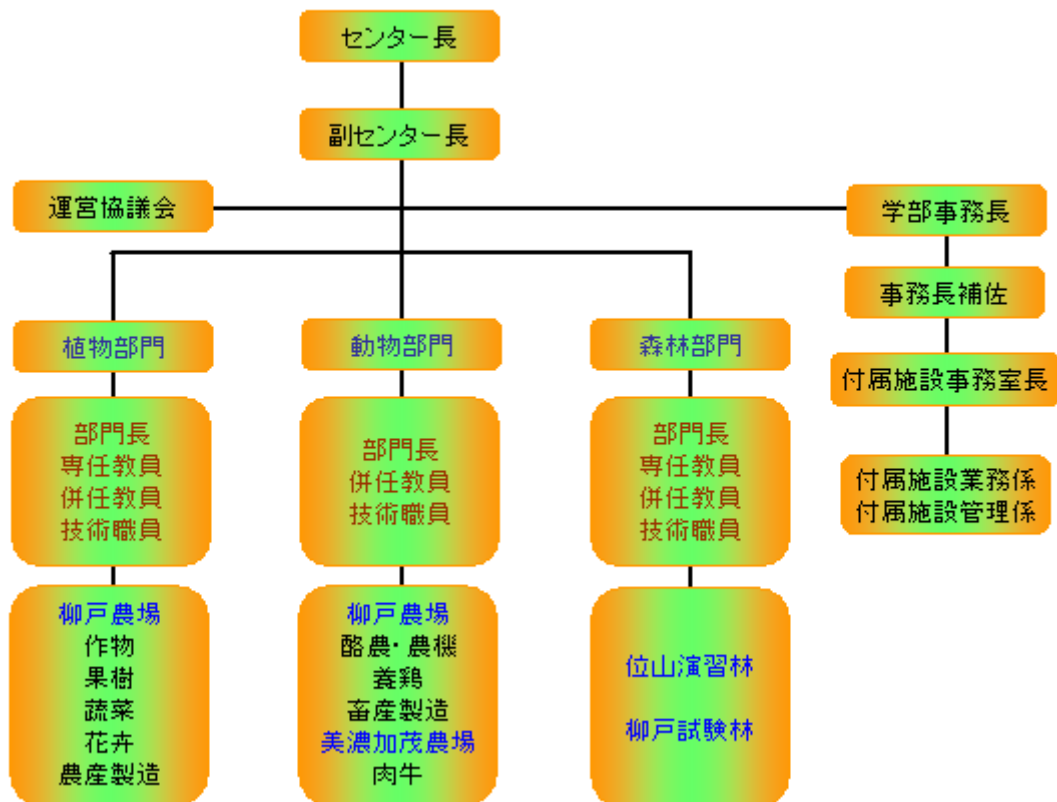 センター長
副センター長
運営協議会
学部事務長
事務長補佐
付属施設事務室長
付属施設業務係
付属施設管理係
植物部門
部門長
専任教員
併任教員
技術職員
柳戸農場
作物
果樹
蔬菜
花卉
農産製造
動物部門
部門長
併任教員
技術職員
柳戸農場
酪農・農機
養鶏
畜産製造
美濃加茂農場
肉牛
森林部門
部門長
専任教員
併任教員
技術職員
位山演習林
柳戸試験林